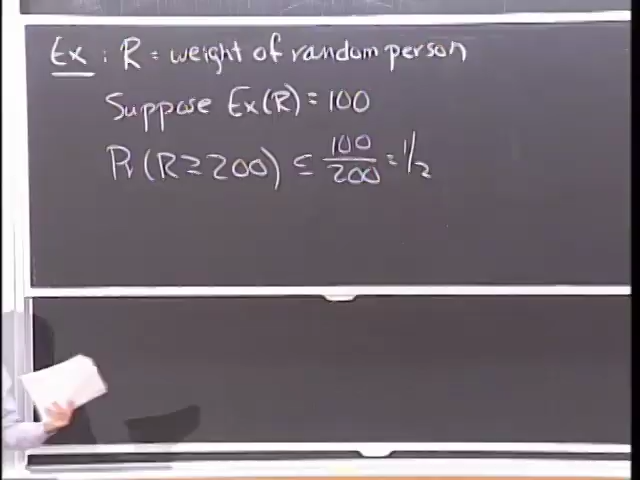 Ex : R = weight of random person
Suppose Ex(R) = 100
Pr (R ≥ 200) ≤ 100/200 = 1/2